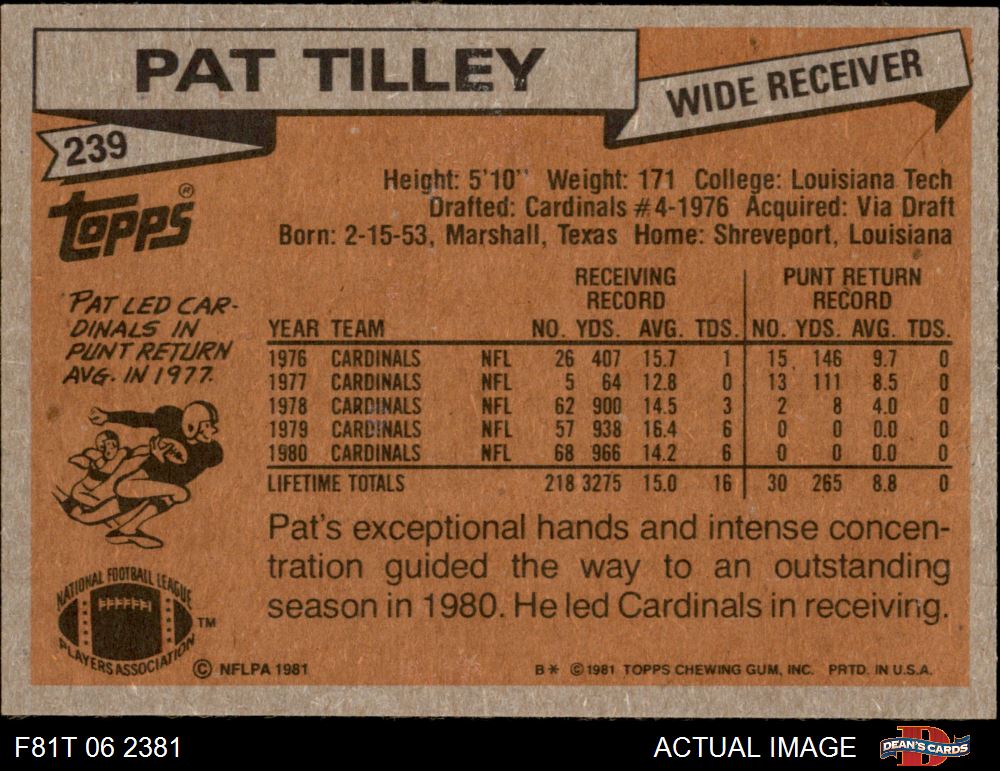 PAT TILLEY
WIDE RECEIVER
239
TOPPS®
Height: 5'10" Weight: 171 College: Louisiana Tech
Drafted: Cardinals #4-1976 Acquired: Via Draft
Born: 2-15-53, Marshall, Texas Home: Shreveport, Louisiana
PAT LED CAR-
DINALS IN
PUNT RETURN
AVG. IN 1977.
RECEIVING RECORD PUNT RETURN RECORD
YEAR TEAM NO. YDS. AVG. TDS. NO. YDS. AVG. TDS.
1976 CARDINALS NFL 26 407 15.7 1 15 146 9.7 0
1977 CARDINALS NFL 5 64 12.8 0 13 111 8.5 0
1978 CARDINALS NFL 62 900 14.5 3 2 8 4.0 0
1979 CARDINALS NFL 57 938 16.4 6 0 0 0.0 0
1980 CARDINALS NFL 68 966 14.2 6 0 0 0.0 0
LIFETIME TOTALS 218 3275 15.0 16 30 265 8.8 0
Pat's exceptional hands and intense concen-
tration guided the way to an outstanding
season in 1980. He led Cardinals in receiving.
NATIONAL FOOTBALL LEAGUE
PLAYERS ASSOCIATION
TM
© NFLPA 1981
B* © 1981 TOPPS CHEWING GUM, INC. PRTD. IN U.S.A.
F81T 06 2381
ACTUAL IMAGE
DEAN'S CARDS